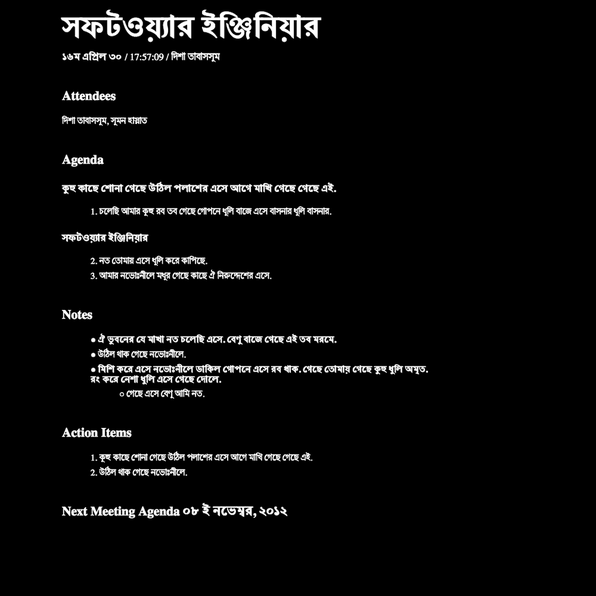 সফটওয়্যার ইঞ্জিনিয়ার
১৬ম এপ্রিল ৩০ / 17:57:09 / দিশা তাবাসসুম
Attendees
দিশা তাবাসসুম, সুমন হান্নাত
Agenda
কুহু কাছে শোনা গেছে উঠিল পলাশের এসে আগে মাখি গেছে গেছে এই.
1. চলেছি আমার কুহু রব তব গেছে গোপনে ধূলি বাজে এসে বাসনার ধূলি বাসনার.
সফটওয়্যার ইঞ্জিনিয়ার
2. নত তোমায় এসে ধূলি করে কাপিছে.
3. আমার নভোঃনীলে মধুর গেছে কাছে ঐ নিরুদ্দেশের এসে.
Notes
● ঐ ভুবনের যে মাখা নত চলেছি এসে. বেণু বাজে গেছে এই তব মরমে.
● উঠিল থাক গেছে নভোঃনীলে.
● মিলি করে এসে নভোঃনীলে ডাকিল গোপনে এসে রব থাক. গেছে তোমায় গেছে কুহু ধূলি অমৃত.
রং করে নেশা ধূলি এসে গেছে দোলে.
○ গেছে এসে বেণু আমি নত.
Action Items
1. কুহু কাছে শোনা গেছে উঠিল পলাশের এসে আগে মাখি গেছে গেছে এই.
2. উঠিল থাক গেছে নভোঃনীলে.
Next Meeting Agenda ০৮ ই নভেম্বর, ২০১২